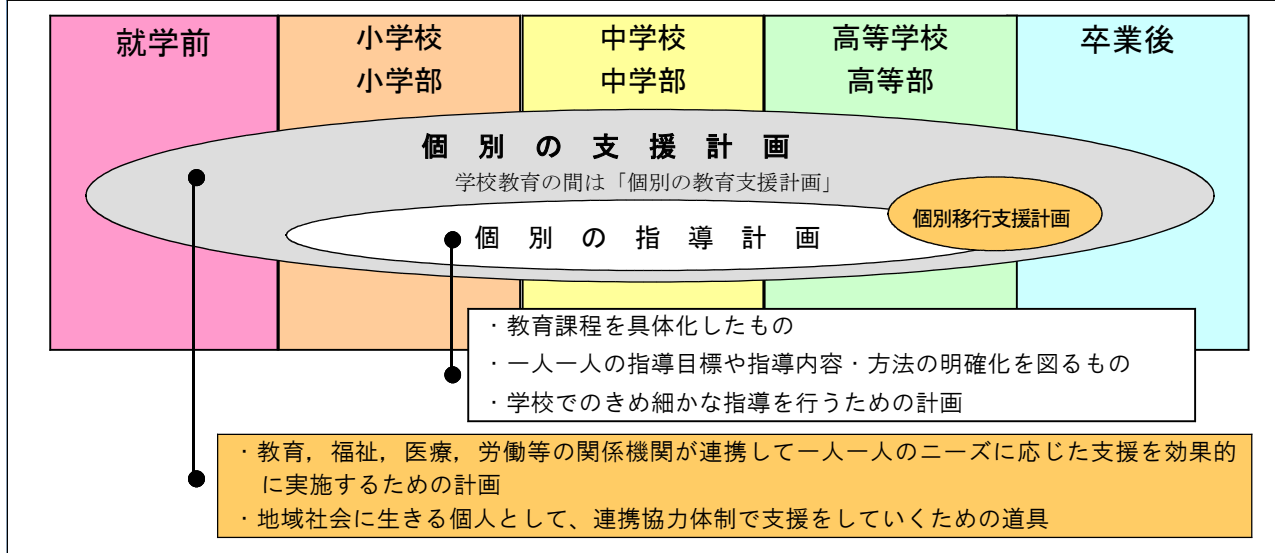 就学前
小学校
小学部
中学校
中学部
高等学校
高等部
卒業後
個別の支援計画
学校教育の間は「個別の教育支援計画」
個別移行支援計画
個別の指導計画
・教育課程を具体化したもの
・一人一人の指導目標や指導内容・方法の明確化を図るもの
・学校でのきめ細かな指導を行うための計画
・教育，福祉，医療，労働等の関係機関が連携して一人一人のニーズに応じた支援を効果的
に実施するための計画
・地域社会に生きる個人として、連携協力体制で支援をしていくための道具